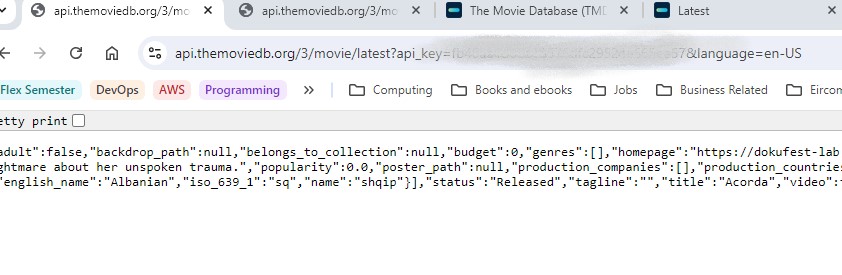 api.themoviedb.org/3/mo
api.themoviedb.org/3/mo
The Movie Database (TMD
Latest
api.themoviedb.org/3/movie/latest?api_key=
57&language=en-US
Flex Semester
DevOps
AWS
Programming
Computing
Books and ebooks
Jobs
Business Related
Eircom
etty print
adult":false,"backdrop_path":null,"belongs_to_collection":null,"budget":0,"genres":[],"homepage":"https://dokufest-lab
ghtmare about her unspoken trauma.","popularity":0.0,"poster_path":null,"production_companies":[],"production_countries
"english_name":"Albanian","iso_639_1":"sq","name":"shqip"}],"status":"Released","tagline":"","title":"Acorda","video":